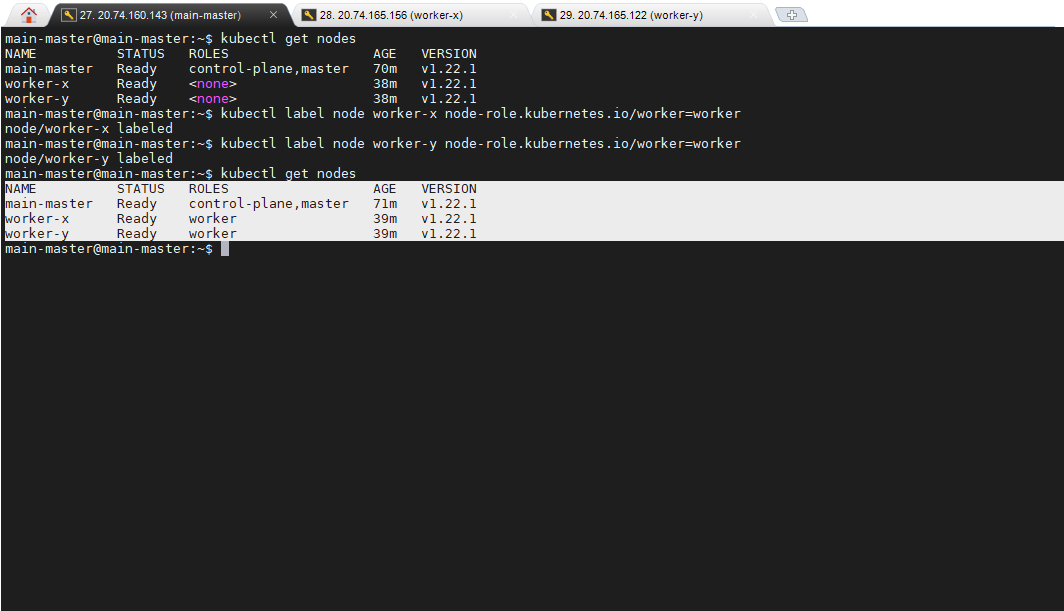 27. 20.74.160.143 (main-master)
28. 20.74.165.156 (worker-x)
29. 20.74.165.122 (worker-y)
main-master@main-master:~$ kubectl get nodes
NAME STATUS ROLES AGE VERSION
main-master Ready control-plane,master 70m v1.22.1
worker-x Ready <none> 38m v1.22.1
worker-y Ready <none> 38m v1.22.1
main-master@main-master:~$ kubectl label node worker-x node-role.kubernetes.io/worker=worker
node/worker-x labeled
main-master@main-master:~$ kubectl label node worker-y node-role.kubernetes.io/worker=worker
node/worker-y labeled
main-master@main-master:~$ kubectl get nodes
NAME STATUS ROLES AGE VERSION
main-master Ready control-plane,master 71m v1.22.1
worker-x Ready worker 39m v1.22.1
worker-y Ready worker 39m v1.22.1
main-master@main-master:~$